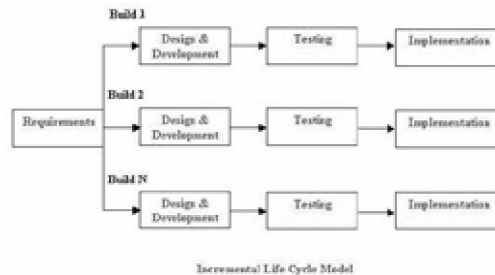 Build 1
Design &
Development
Testing
Implementation
Build 2
Requirements
Design &
Development
Testing
Implementation
Build N
Design &
Development
Testing
Implementation
Incremental Life Cycle Model